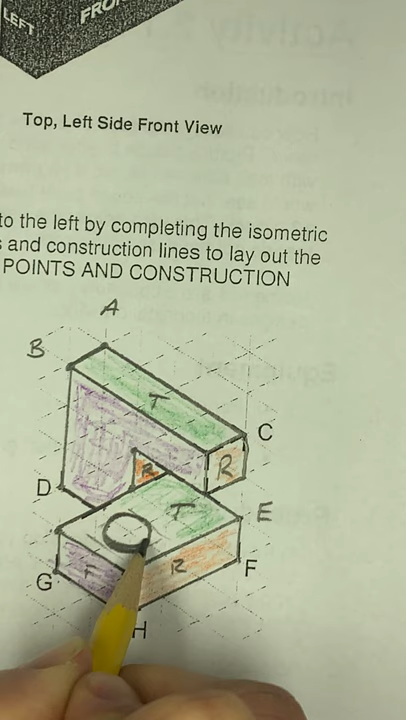 LEFT
FRO
Top, Left Side Front View
to the left by completing the isometric
s and construction lines to lay out the
POINTS AND CONSTRUCTION
A
B
T
C
R
R
D
T
E
F
R
F
G
H